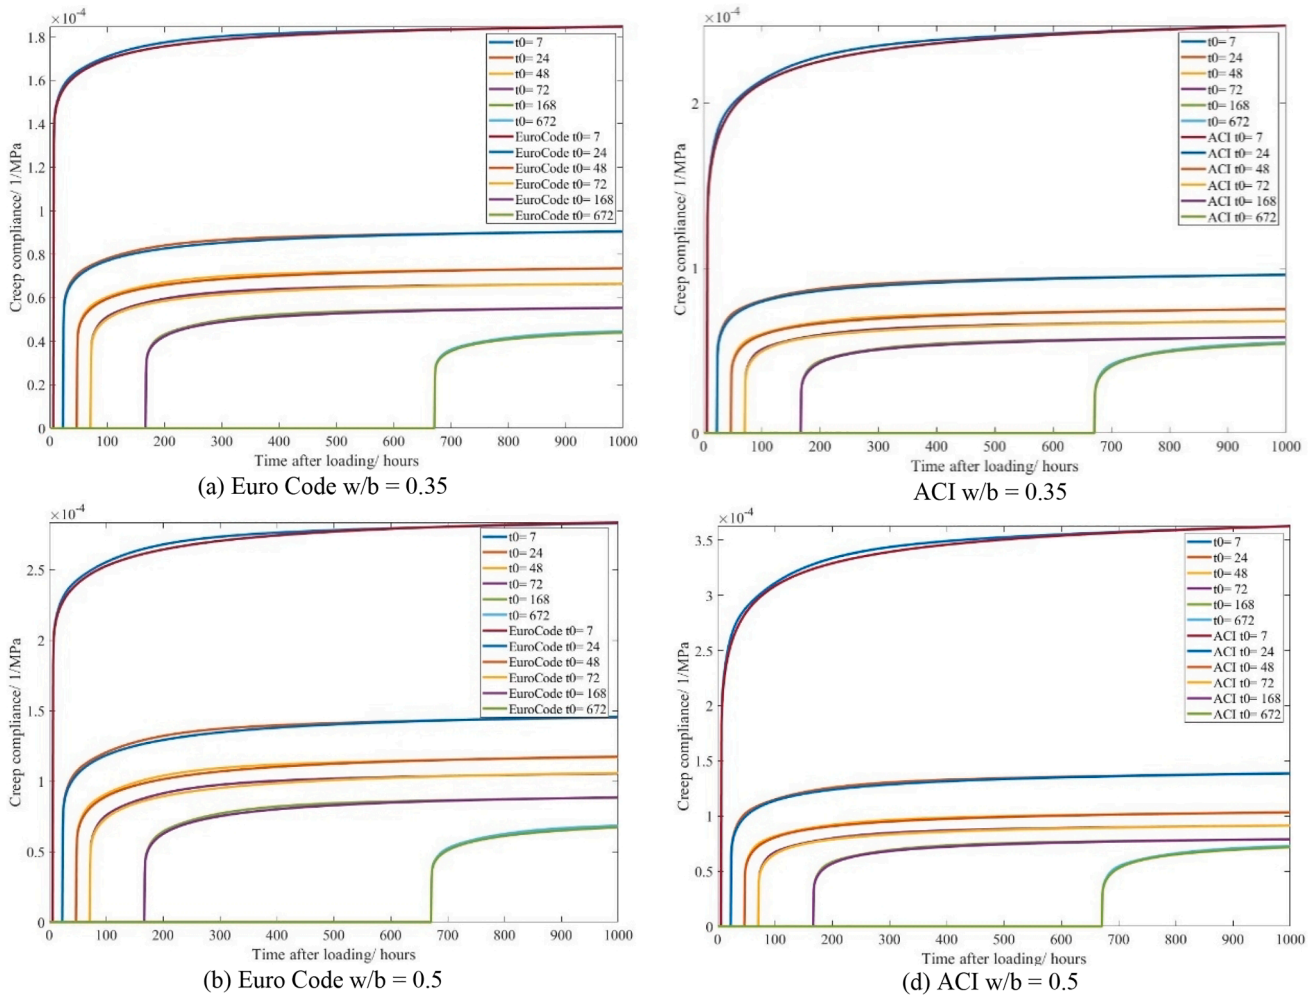 ×10⁻⁴
1.8
1.6
1.4
1.2
1
0.8
0.6
0.4
0.2
0
Creep compliance/ 1/MPa
t0= 7
t0= 24
t0= 48
t0= 72
t0= 168
t0= 672
EuroCode t0= 7
EuroCode t0= 24
EuroCode t0= 48
EuroCode t0= 72
EuroCode t0= 168
EuroCode t0= 672
0 100 200 300 400 500 600 700 800 900 1000
Time after loading/ hours
(a) Euro Code w/b = 0.35
×10⁻⁴
2
1
0
Creep compliance/ 1/MPa
t0= 7
t0= 24
t0= 48
t0= 72
t0= 168
t0= 672
ACI t0= 7
ACI t0= 24
ACI t0= 48
ACI t0= 72
ACI t0= 168
ACI t0= 672
0 100 200 300 400 500 600 700 800 900 1000
Time after loading/ hours
ACI w/b = 0.35
×10⁻⁴
2.5
2
1.5
1
0.5
0
Creep compliance/ 1/MPa
t0= 7
t0= 24
t0= 48
t0= 72
t0= 168
t0= 672
EuroCode t0= 7
EuroCode t0= 24
EuroCode t0= 48
EuroCode t0= 72
EuroCode t0= 168
EuroCode t0= 672
0 100 200 300 400 500 600 700 800 900 1000
Time after loading/ hours
(b) Euro Code w/b = 0.5
×10⁻⁴
3.5
3
2.5
2
1.5
1
0.5
0
Creep compliance/ 1/MPa
t0= 7
t0= 24
t0= 48
t0= 72
t0= 168
t0= 672
ACI t0= 7
ACI t0= 24
ACI t0= 48
ACI t0= 72
ACI t0= 168
ACI t0= 672
0 100 200 300 400 500 600 700 800 900 1000
Time after loading/ hours
(d) ACI w/b = 0.5